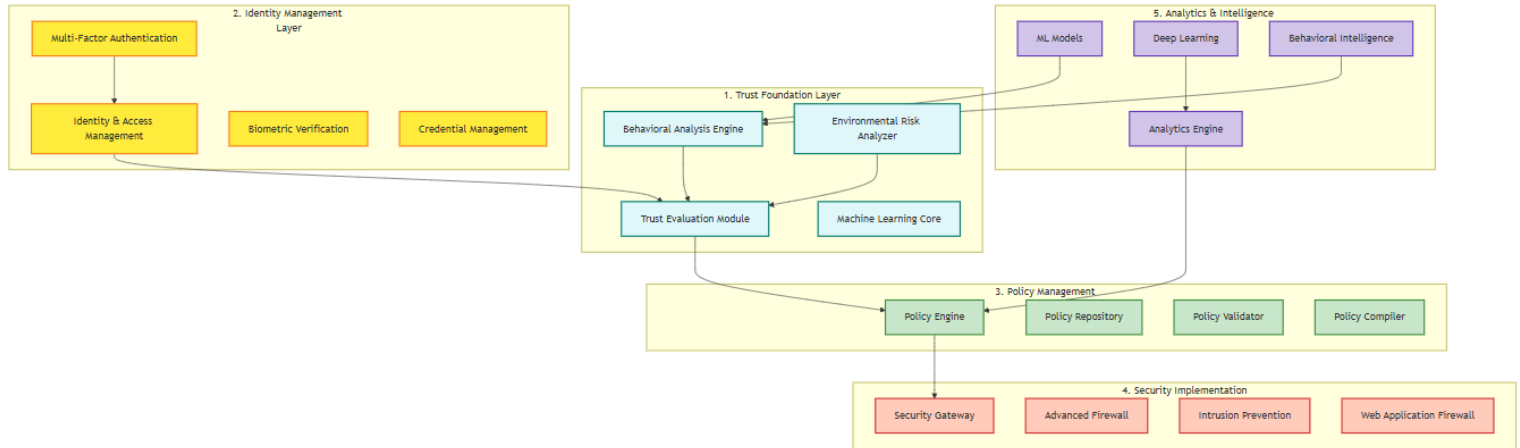 2. Identity Management
Layer
Multi-Factor Authentication
Identity & Access
Management
Biometric Verification
Credential Management
5. Analytics & Intelligence
ML Models
Deep Learning
Behavioral Intelligence
Analytics Engine
1. Trust Foundation Layer
Behavioral Analysis Engine
Environmental Risk
Analyzer
Trust Evaluation Module
Machine Learning Core
3. Policy Management
Policy Engine
Policy Repository
Policy Validator
Policy Compiler
4. Security Implementation
Security Gateway
Advanced Firewall
Intrusion Prevention
Web Application Firewall